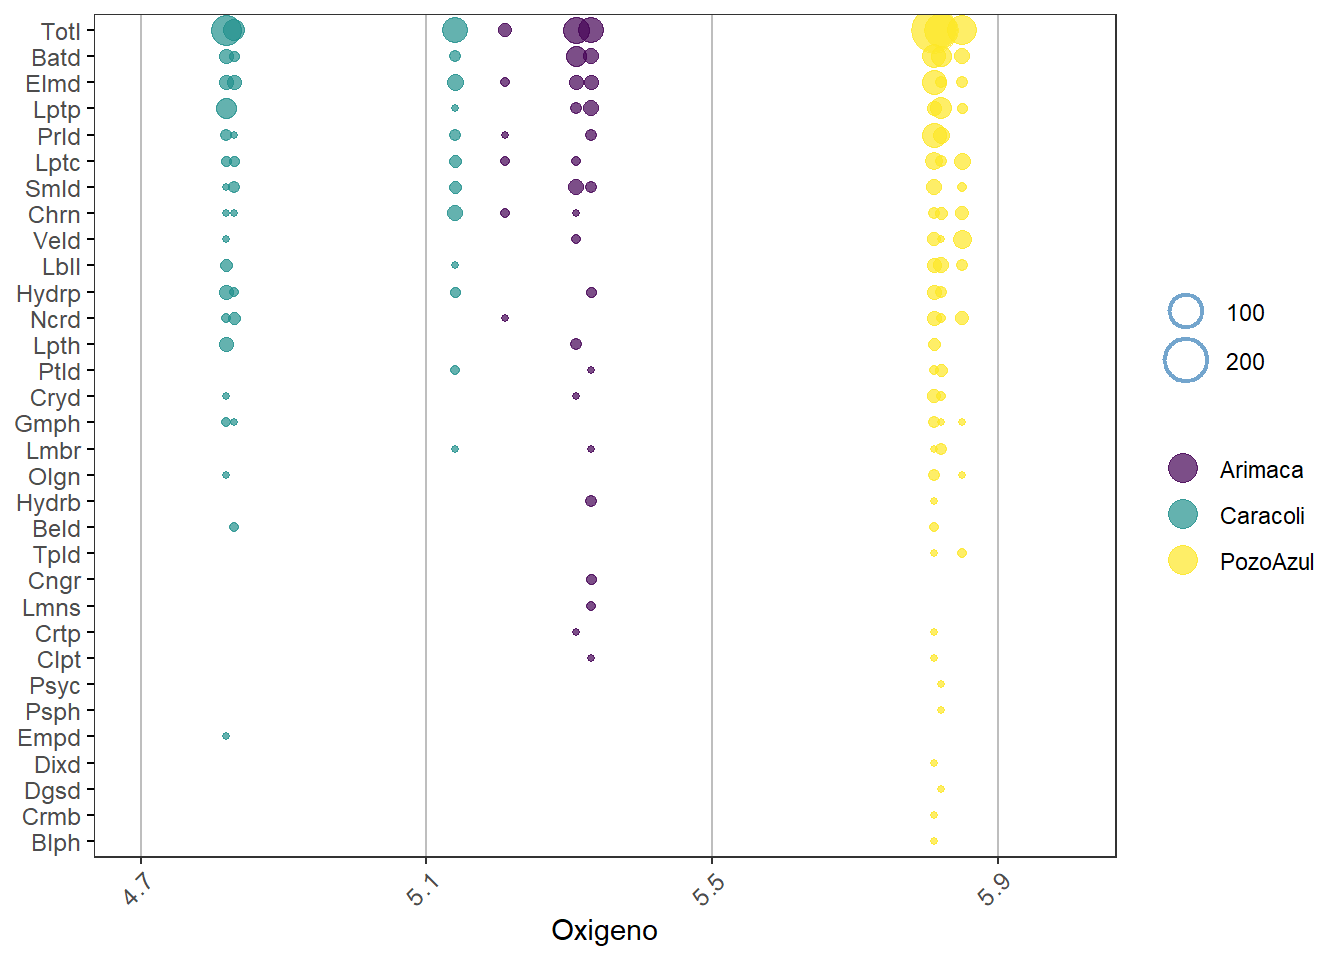 Totl
Batd
Elmd
Lptp
Prld
Lptc
Smld
Chrn
Veld
Lbll
Hydrp
Ncrd
Lpth
Ptld
Cryd
Gmph
Lmbr
Olgn
Hydrb
Beld
Tpld
Cngr
Lmns
Crtp
Clpt
Psyc
Psph
Empd
Dixd
Dgsd
Crmb
Blph
4.7
5.1
5.5
5.9
Oxigeno
100
200
Arimaca
Caracoli
PozoAzul